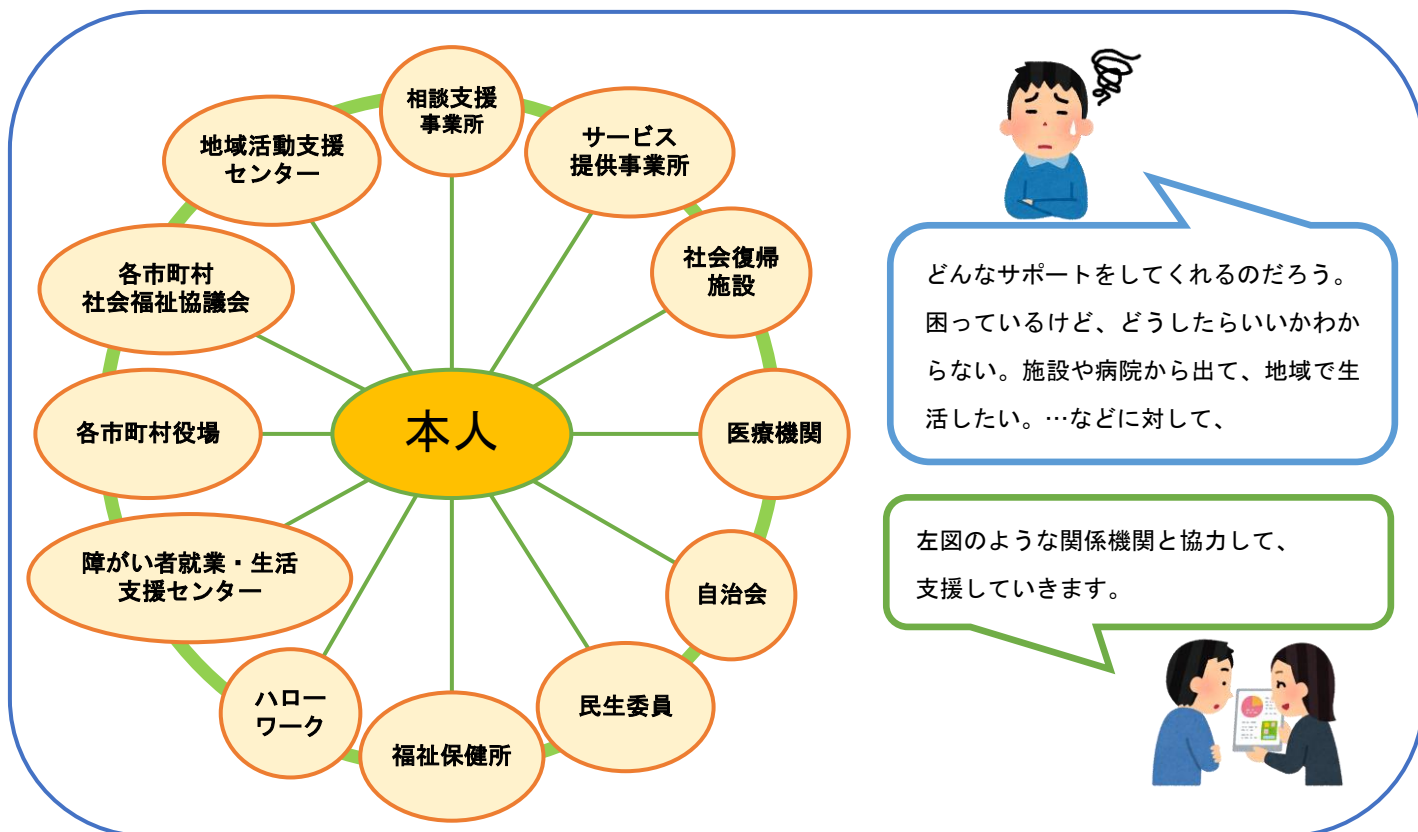 相談支援
事業所
サービス
提供事業所
社会復帰
施設
医療機関
自治会
民生委員
福祉保健所
ハロー
ワーク
障がい者就業・生活
支援センター
各市町村役場
各市町村
社会福祉協議会
地域活動支援
センター
本人
どんなサポートをしてくれるのだろう。
困っているけど、どうしたらいいかわか
らない。施設や病院から出て、地域で生
活したい。…などに対して、
左図のような関係機関と協力して、
支援していきます。